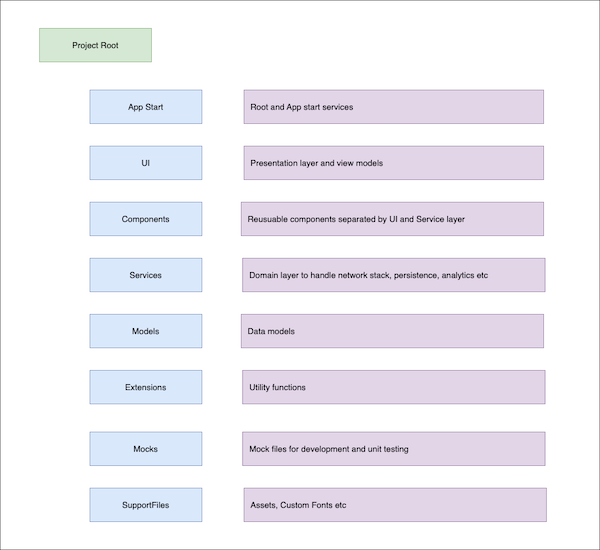 Project Root
App Start
Root and App start services
UI
Presentation layer and view models
Components
Reusuable components separated by UI and Service layer
Services
Domain layer to handle network stack, persistence, analytics etc
Models
Data models
Extensions
Utility functions
Mocks
Mock files for development and unit testing
SupportFiles
Assets, Custom Fonts etc